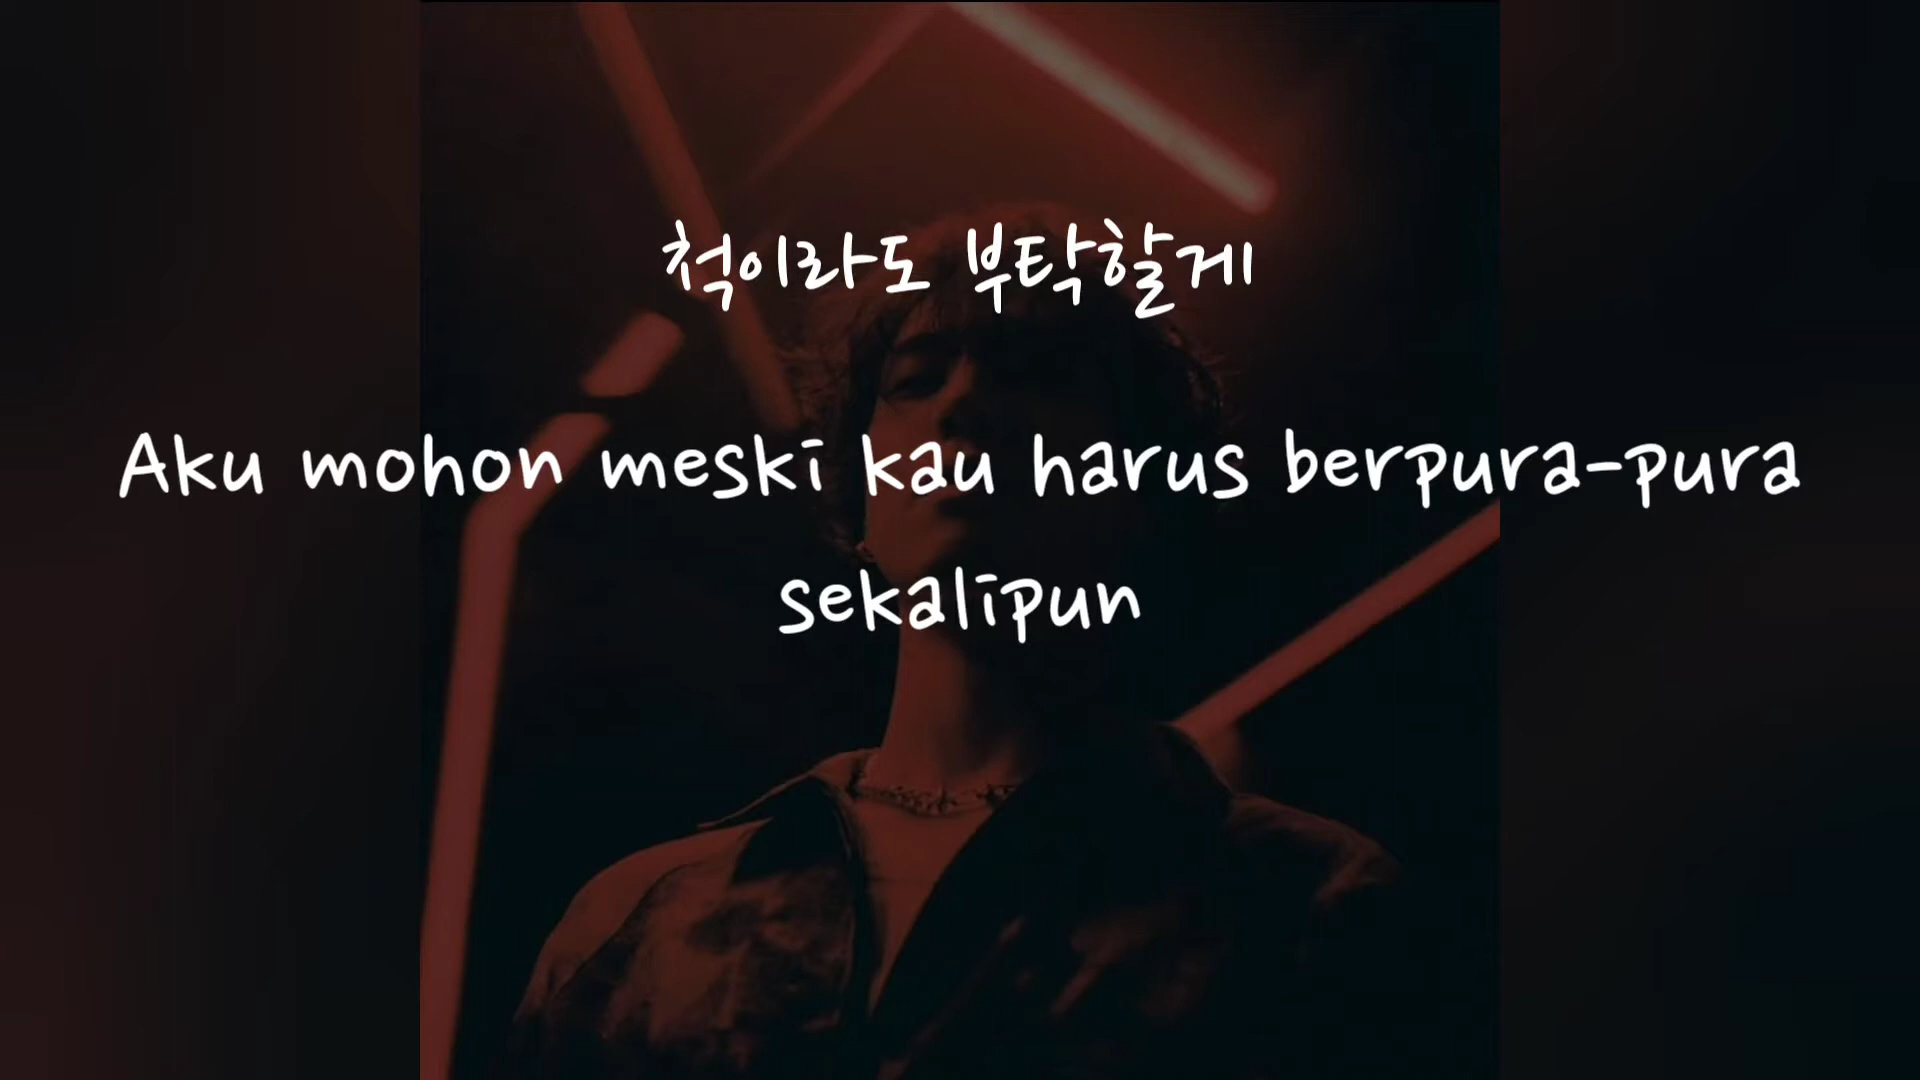 척이라도 부탁할게
Aku mohon meski kau harus berpura-pura
sekalipun